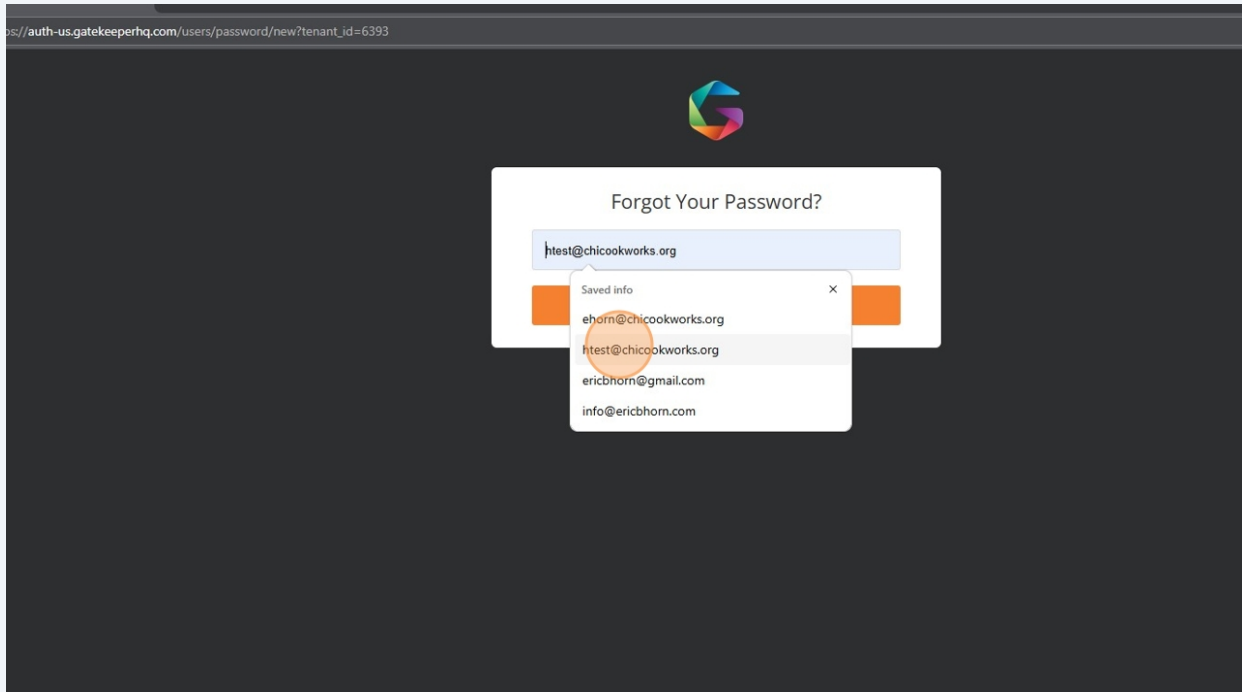 ps://auth-us.gatekeeperhq.com/users/password/new?tenant_id=6393
Forgot Your Password?
htest@chicookworks.org
Saved info
ehorn@chicookworks.org
htest@chicookworks.org
ericbhorn@gmail.com
info@ericbhorn.com